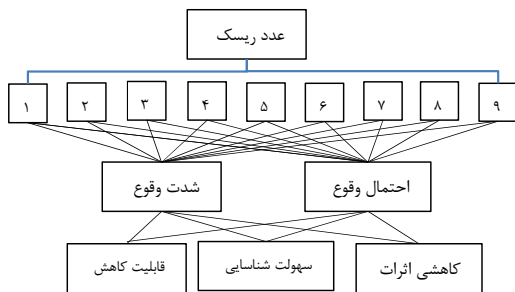 عدد ریسک
۱ ۲ ۳ ۴ ۵ ۶ ۷ ۸ ۹
احتمال وقوع
شدت وقوع
کاهشی اثرات
سهولت شناسایی
قابلیت کاهش